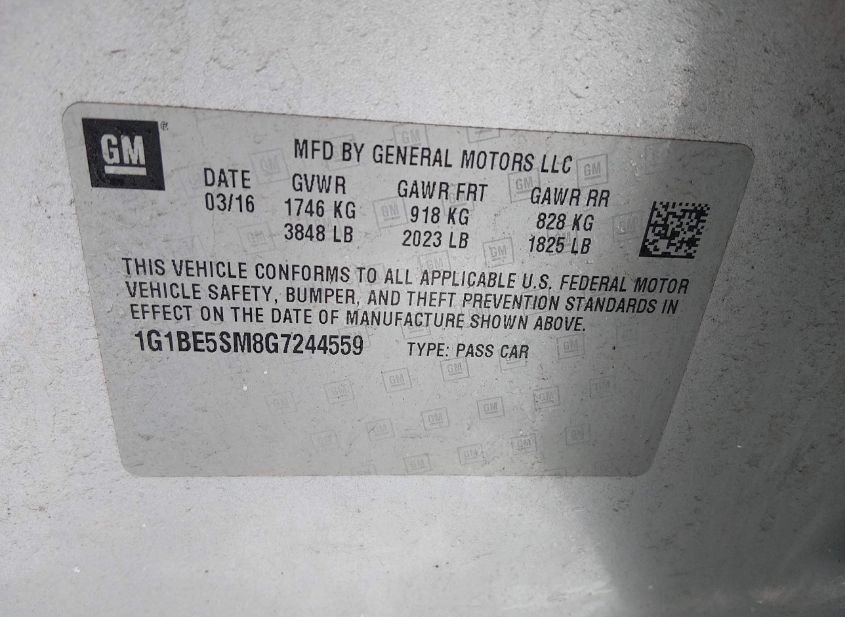 GM ®
MFD BY GENERAL MOTORS LLC
DATE GVWR GAWR FRT GAWR RR
03/16 1746 KG 918 KG 828 KG
3848 LB 2023 LB 1825 LB
THIS VEHICLE CONFORMS TO ALL APPLICABLE U.S. FEDERAL MOTOR
VEHICLE SAFETY, BUMPER, AND THEFT PREVENTION STANDARDS IN
EFFECT ON THE DATE OF MANUFACTURE SHOWN ABOVE.
1G1BE5SM8G7244559 TYPE: PASS CAR